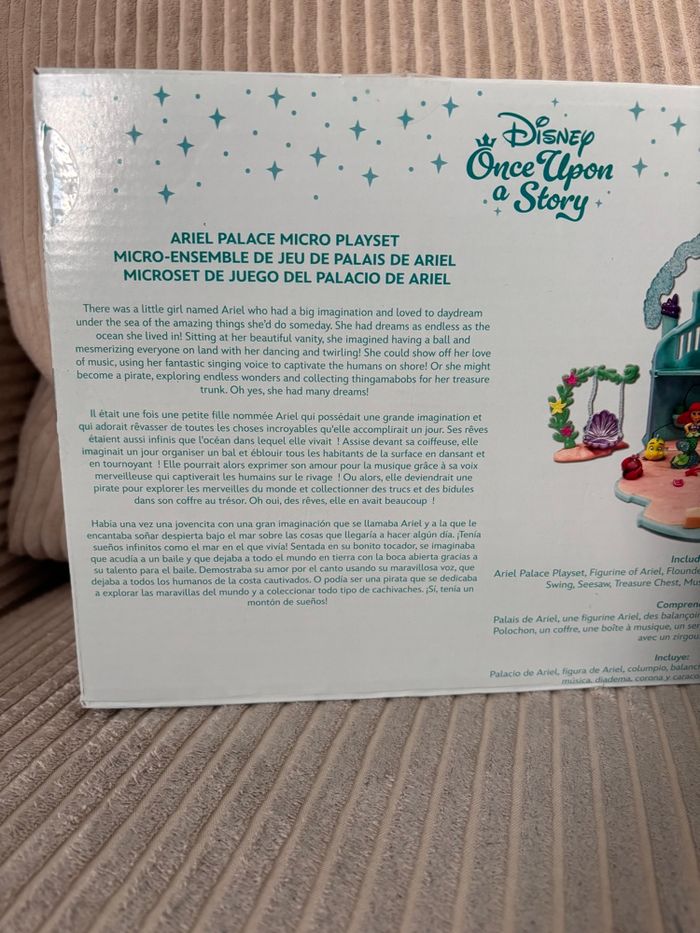 Disney
Once Upon
a Story
ARIEL PALACE MICRO PLAYSET
MICRO-ENSEMBLE DE JEU DE PALAIS DE ARIEL
MICROSET DE JUEGO DEL PALACIO DE ARIEL
There was a little girl named Ariel who had a big imagination and loved to daydream
under the sea of the amazing things she'd do someday. She had dreams as endless as the
ocean she lived in! Sitting at her beautiful vanity, she imagined having a ball and
mesmerizing everyone on land with her dancing and twirling! She could show off her love
of music, using her fantastic singing voice to captivate the humans on shore! Or she might
become a pirate, exploring endless wonders and collecting thingamabobs for her treasure
trunk. Oh yes, she had many dreams!
Il était une fois une petite fille nommée Ariel qui possédait une grande imagination et
qui adorait rêvasser de toutes les choses incroyables qu'elle accomplirait un jour. Ses rêves
étaient aussi infinis que l'océan dans lequel elle vivait ! Assise devant sa coiffeuse, elle
imaginait un jour organiser un bal et éblouir tous les habitants de la surface en dansant et
en tournoyant ! Elle pourrait alors exprimer son amour pour la musique grâce à sa voix
merveilleuse qui captiverait les humains sur le rivage ! Ou alors, elle deviendrait une
pirate pour explorer les merveilles du monde et collectionner des trucs et des bidules
dans son coffre au trésor. Oh oui, des rêves, elle en avait beaucoup !
Había una vez una jovencita con una gran imaginación que se llamaba Ariel y a la que le
encantaba soñar despierta bajo el mar sobre las cosas que llegaría a hacer algún día. ¡Tenía
sueños infinitos como el mar en el que vivía! Sentada en su bonito tocador, se imaginaba
que acudía a un baile y que dejaba a todo el mundo en tierra con la boca abierta gracias a
su talento para el baile. Demostraba su amor por el canto usando su maravillosa voz, que
dejaba a todos los humanos de la costa cautivados. O podía ser una pirata que se dedicaba
a explorar las maravillas del mundo y a coleccionar todo tipo de cachivaches. ¡Sí, tenía un
montón de sueños!
Includ
Ariel Palace Playset, Figurine of Ariel, Flounde
Swing, Seesaw, Treasure Chest, Mus
Compren
Palais de Ariel, une figurine Ariel, des balançoir
Polochon, un coffre, une boîte à musique, un ser
avec un zirgou
Incluye:
Palacio de Ariel, figura de Ariel, columpio, balanc
música, diadema, corona y caraco